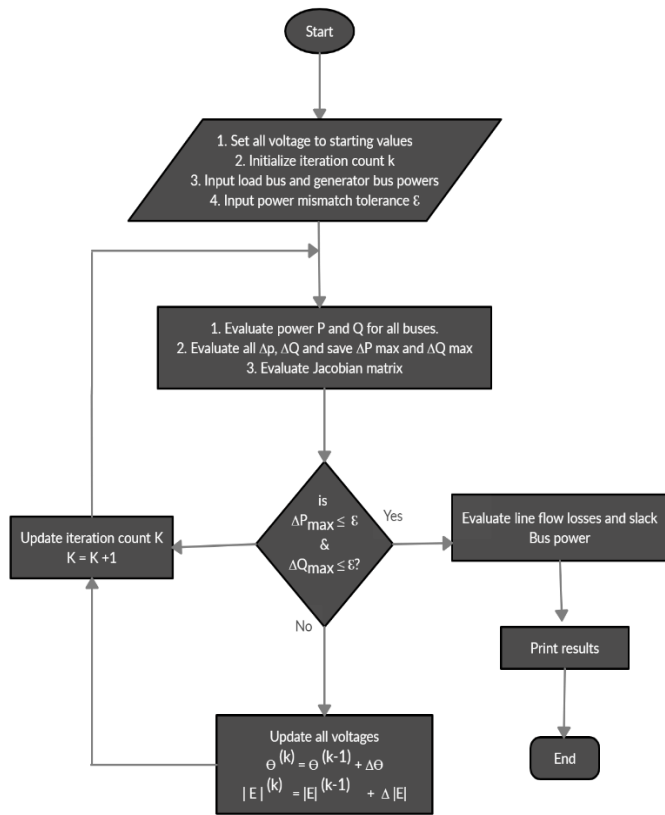 Start
1. Set all voltage to starting values
2. Initialize iteration count k
3. Input load bus and generator bus powers
4. Input power mismatch tolerance Ɛ
1. Evaluate power P and Q for all buses.
2. Evaluate all Δp, ΔQ and save ΔP max and ΔQ max
3. Evaluate Jacobian matrix
is
ΔPmax ≤ ε
&
ΔQmax ≤ ε?
Yes
No
Update iteration count K
K = K +1
Evaluate line flow losses and slack
Bus power
Print results
End
Update all voltages
Ɵ (k) = Ɵ (k-1) + ΔƟ
| E | (k) = |E| (k-1) + Δ |E|